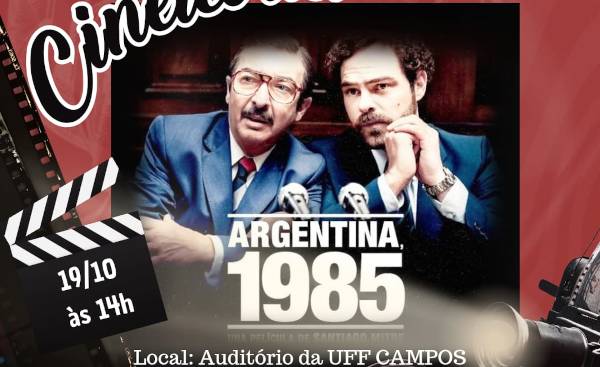 19/10
às 14h
ARGENTINA,
1985
UNA PELÍCULA DE SANTIAGO MITRE
Local: Auditório da UFF CAMPOS